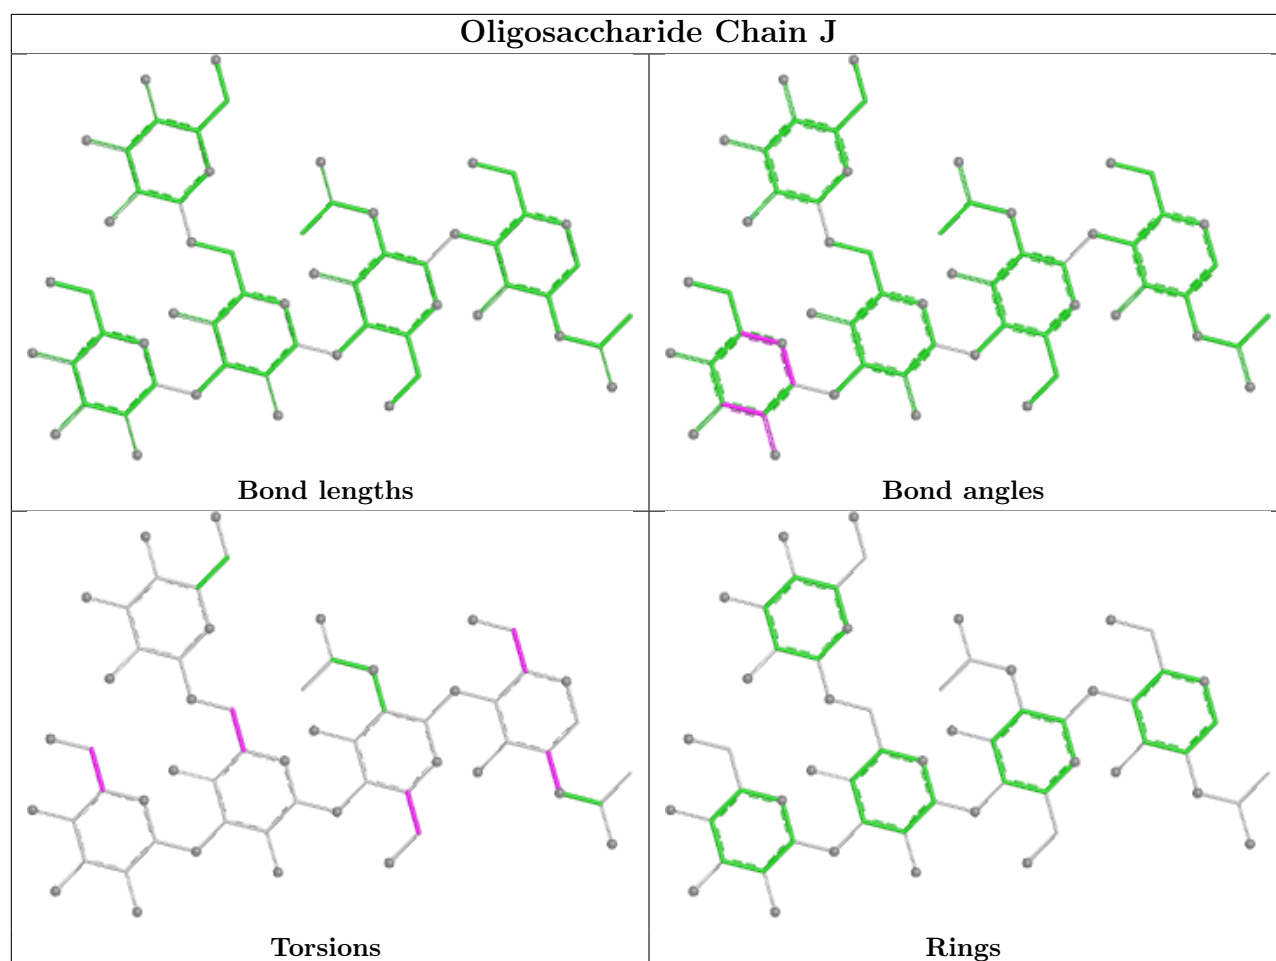 Oligosaccharide Chain J
Bond lengths
Bond angles
Torsions
Rings